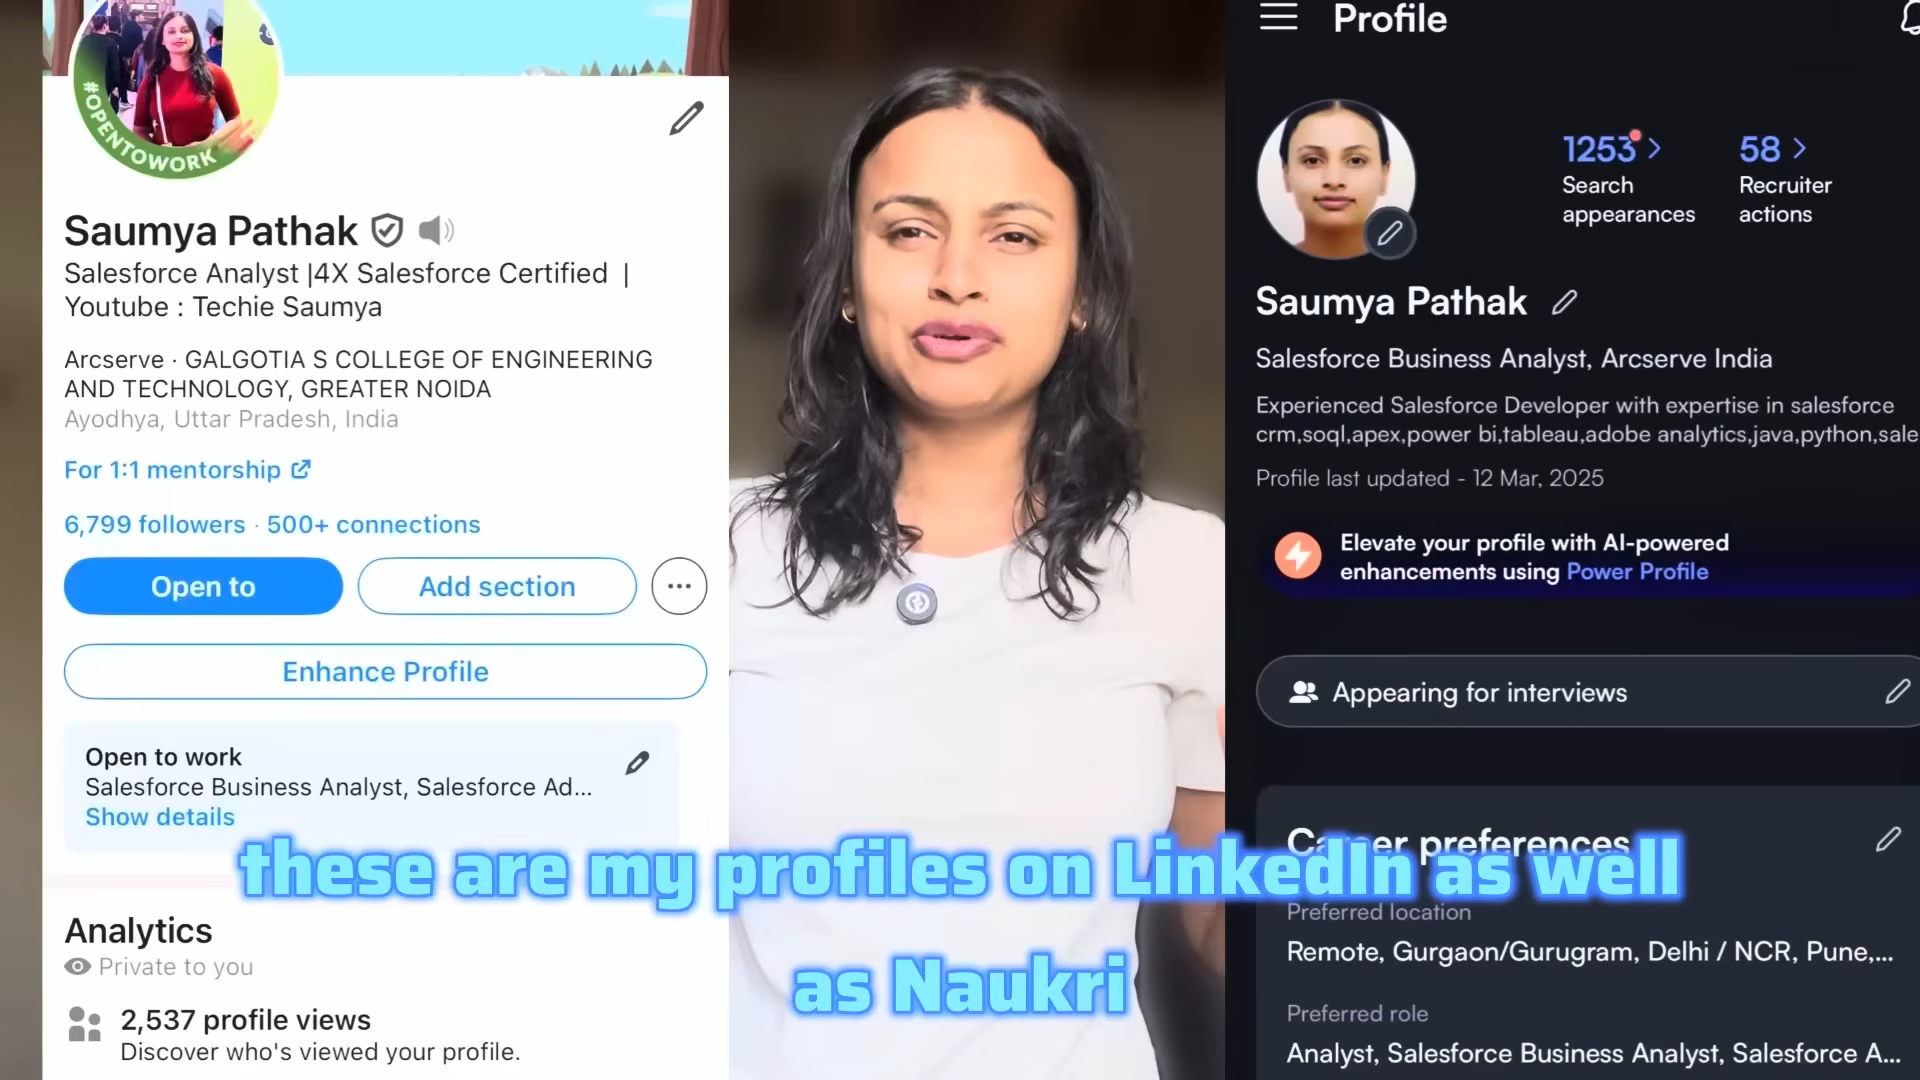 #OPENTOWORK
Saumya Pathak
Salesforce Analyst |4X Salesforce Certified |
Youtube : Techie Saumya
Arcserve · GALGOTIA S COLLEGE OF ENGINEERING
AND TECHNOLOGY, GREATER NOIDA
Ayodhya, Uttar Pradesh, India
For 1:1 mentorship
6,799 followers · 500+ connections
Open to
Add section
Enhance Profile
Open to work
Salesforce Business Analyst, Salesforce Ad...
Show details
Analytics
Private to you
2,537 profile views
Discover who's viewed your profile.
Profile
1253
58
Search
appearances
Recruiter
actions
Saumya Pathak
Salesforce Business Analyst, Arcserve India
Experienced Salesforce Developer with expertise in salesforce
crm,soql,apex,power bi,tableau,adobe analytics,java,python,sale
Profile last updated - 12 Mar, 2025
Elevate your profile with AI-powered
enhancements using Power Profile
Appearing for interviews
Career preferences
Preferred location
Remote, Gurgaon/Gurugram, Delhi / NCR, Pune,...
Preferred role
Analyst, Salesforce Business Analyst, Salesforce A...
these are my profiles on LinkedIn as well
as Naukri